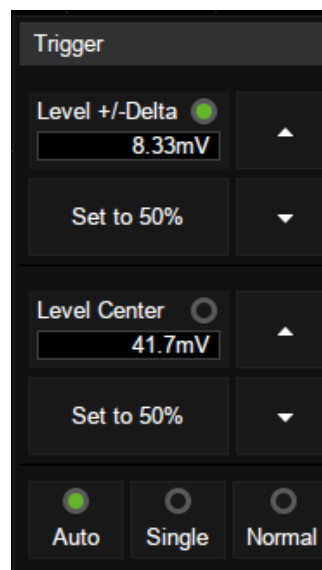 Trigger
Level +/-Delta
8.33mV
Set to 50%
Level Center
41.7mV
Set to 50%
Auto Single Normal